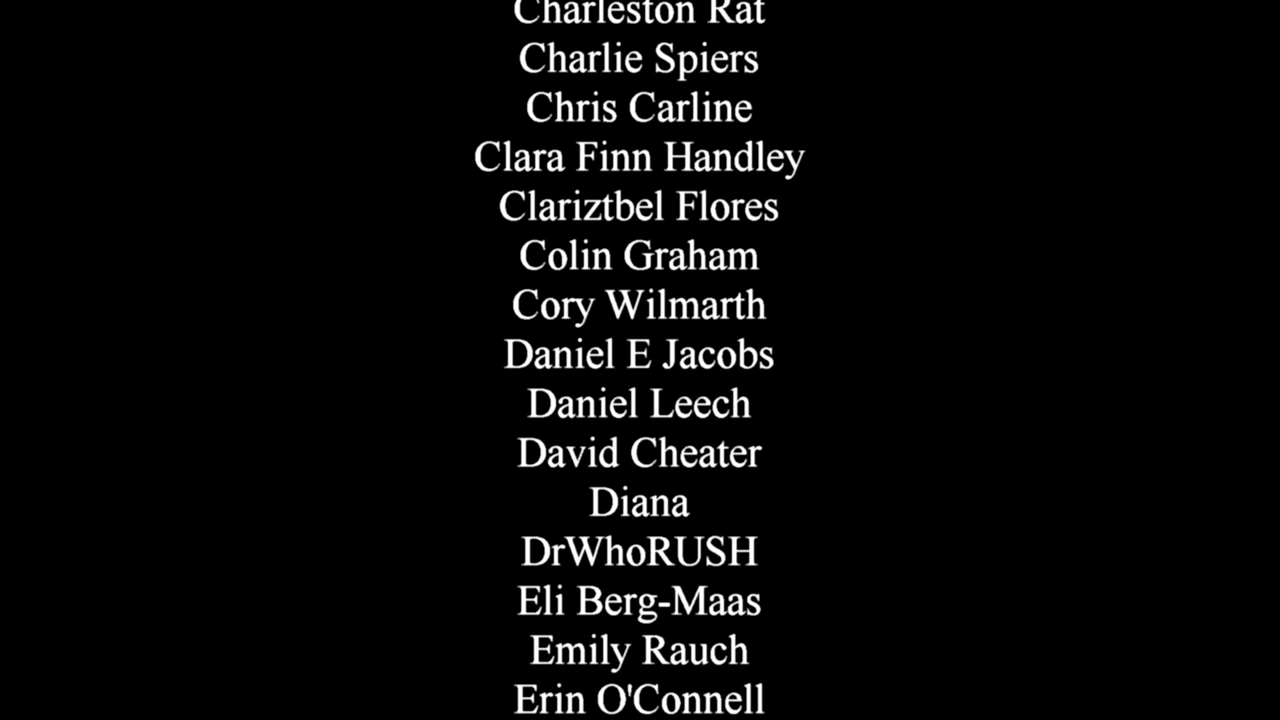 Charleston Rat
Charlie Spiers
Chris Carline
Clara Finn Handley
Clariztbel Flores
Colin Graham
Cory Wilmarth
Daniel E Jacobs
Daniel Leech
David Cheater
Diana
DrWhoRUSH
Eli Berg-Maas
Emily Rauch
Erin O'Connell